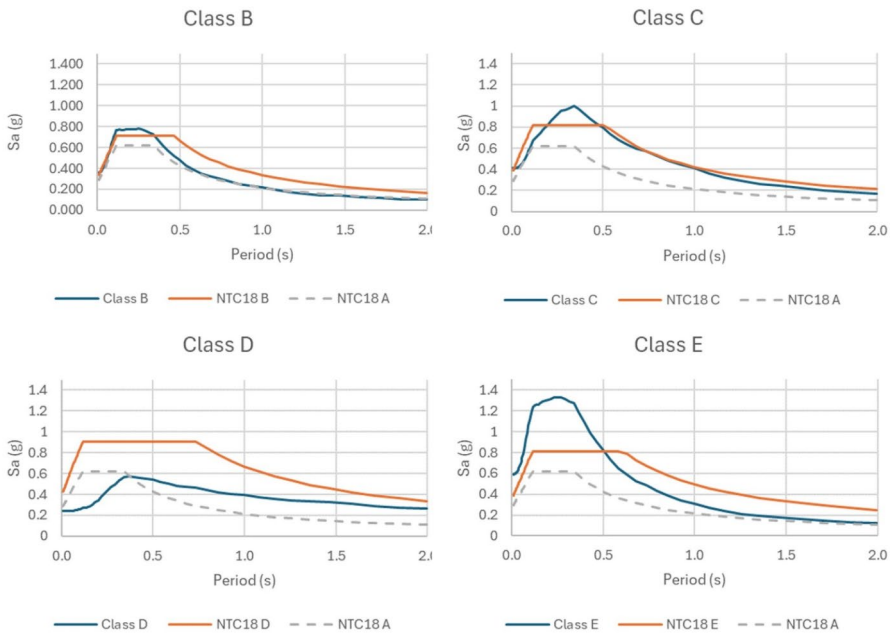 Class B
1.400
1.200
1.000
0.800
0.600
0.400
0.200
0.000
Sa (g)
0.0 0.5 1.0 1.5 2.0
Period (s)
Class B NTC18 B NTC18 A
Class C
1.4
1.2
1
0.8
0.6
0.4
0.2
0
Sa (g)
0.0 0.5 1.0 1.5 2.0
Period (s)
Class C NTC18 C NTC18 A
Class D
1.4
1.2
1
0.8
0.6
0.4
0.2
0
Sa (g)
0.0 0.5 1.0 1.5 2.0
Period (s)
Class D NTC18 D NTC18 A
Class E
1.4
1.2
1
0.8
0.6
0.4
0.2
0
Sa (g)
0.0 0.5 1.0 1.5 2.0
Period (s)
Class E NTC18 E NTC18 A